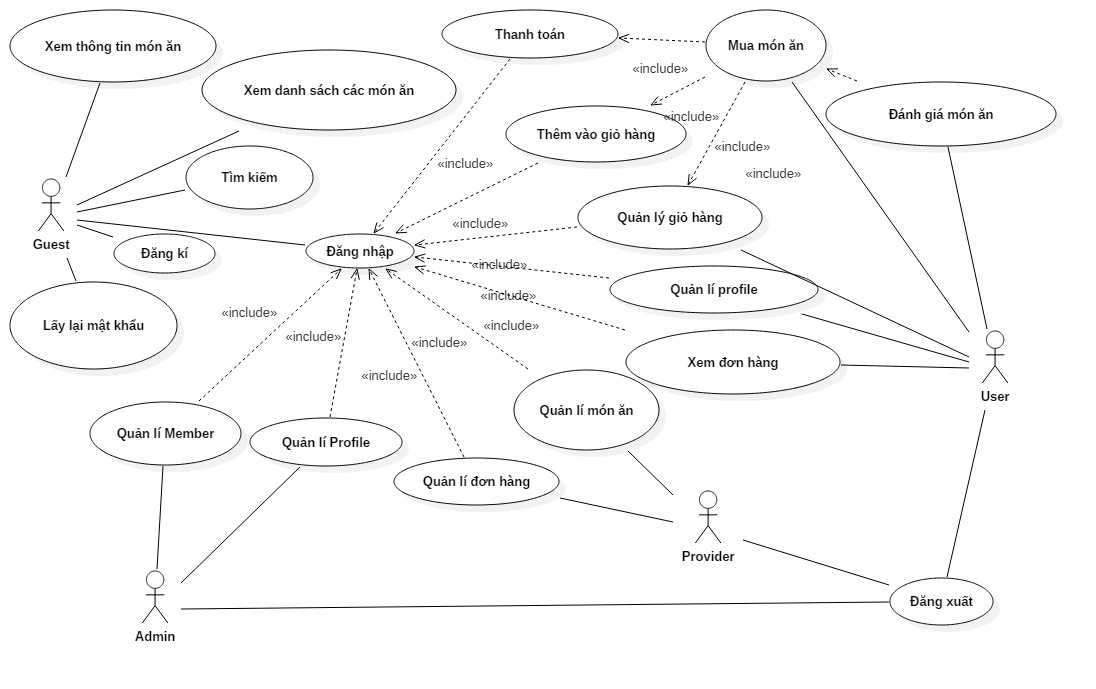 Xem thông tin món ăn
Thanh toán
Mua món ăn
«include»
Xem danh sách các món ăn
Thêm vào giỏ hàng
«include»
Đánh giá món ăn
«include»
«include»
«include»
Tìm kiếm
Guest
Quản lý giỏ hàng
«include»
Đăng kí
Đăng nhập
«include»
Quản lí profile
«include»
Lấy lại mật khẩu
«include»
«include»
«include»
«include»
Xem đơn hàng
«include»
User
Quản lí món ăn
Quản lí Member
Quản lí Profile
Quản lí đơn hàng
Provider
Đăng xuất
Admin